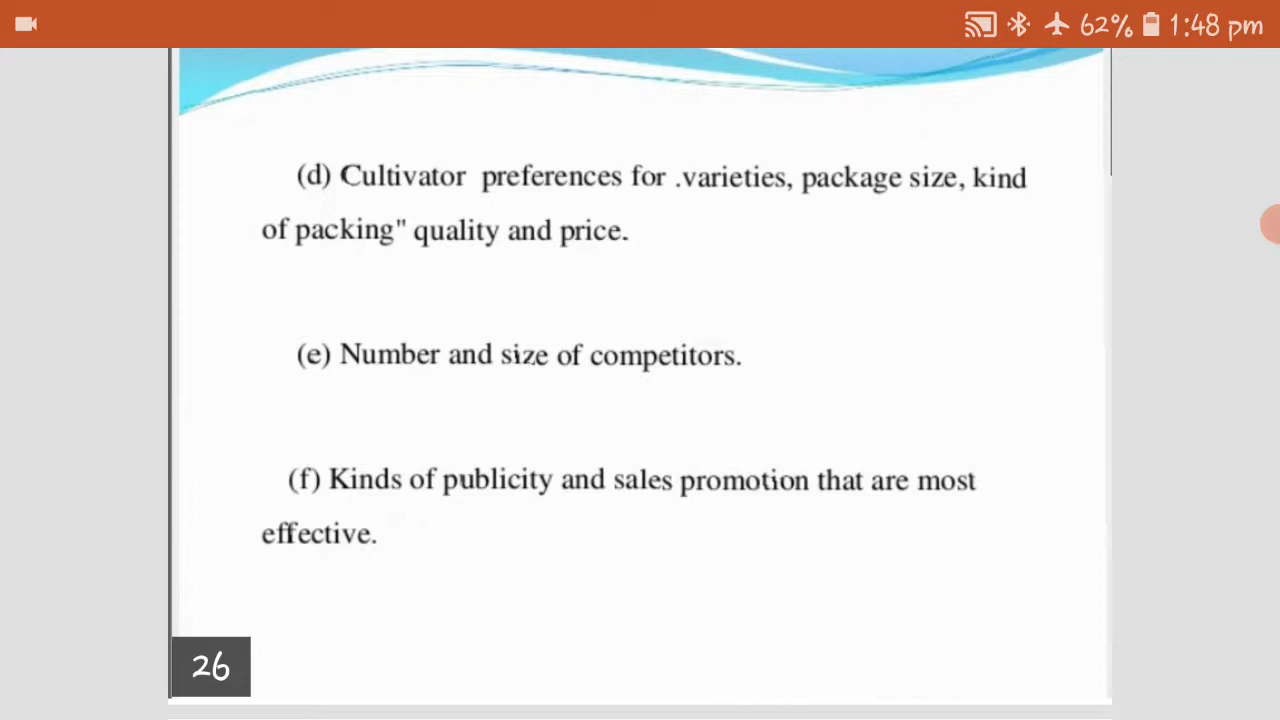 62% 1:48 pm
(d) Cultivator preferences for .varieties, package size, kind
of packing" quality and price.
(e) Number and size of competitors.
(f) Kinds of publicity and sales promotion that are most
effective.
26